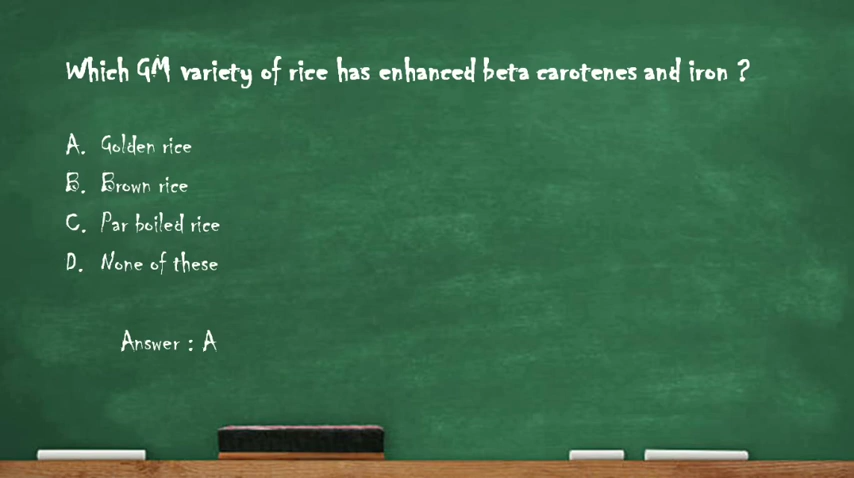 Which GM variety of rice has enhanced beta carotenes and iron ?
A. Golden rice
B. Brown rice
C. Par boiled rice
D. None of these
Answer : A